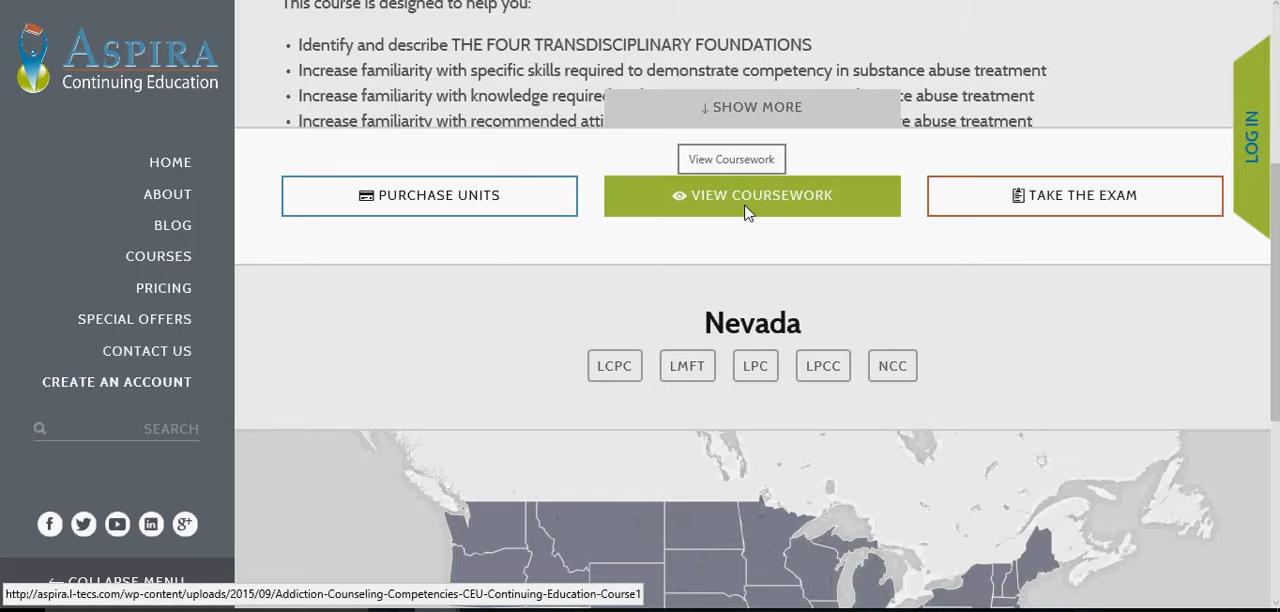 ASPIRA
Continuing Education
HOME
ABOUT
BLOG
COURSES
PRICING
SPECIAL OFFERS
CONTACT US
CREATE AN ACCOUNT
SEARCH
← COLLAPSE MENU
This course is designed to help you:
• Identify and describe THE FOUR TRANSDISCIPLINARY FOUNDATIONS
• Increase familiarity with specific skills required to demonstrate competency in substance abuse treatment
• Increase familiarity with knowledge required abuse treatment
• Increase familiarity with recommended abuse treatment
↓ SHOW MORE
View Coursework
PURCHASE UNITS
VIEW COURSEWORK
TAKE THE EXAM
LOG IN
Nevada
LCPC LMFT LPC LPCC NCC
http://aspira.l-tecs.com/wp-content/uploads/2015/09/Addiction-Counseling-Competencies-CEU-Continuing-Education-Course1